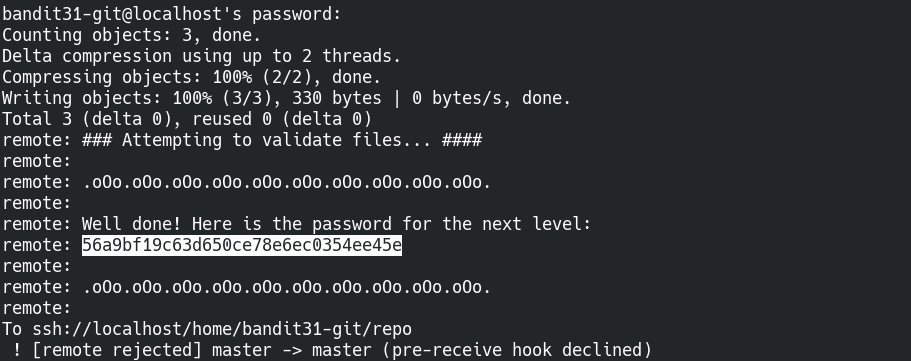 bandit31-git@localhost's password:
Counting objects: 3, done.
Delta compression using up to 2 threads.
Compressing objects: 100% (2/2), done.
Writing objects: 100% (3/3), 330 bytes | 0 bytes/s, done.
Total 3 (delta 0), reused 0 (delta 0)
remote: ### Attempting to validate files... ####
remote:
remote: .oOo.oOo.oOo.oOo.oOo.oOo.oOo.oOo.oOo.oOo.
remote:
remote: Well done! Here is the password for the next level:
remote: 56a9bf19c63d650ce78e6ec0354ee45e
remote:
remote: .oOo.oOo.oOo.oOo.oOo.oOo.oOo.oOo.oOo.oOo.
remote:
To ssh://localhost/home/bandit31-git/repo
 ! [remote rejected] master -> master (pre-receive hook declined)